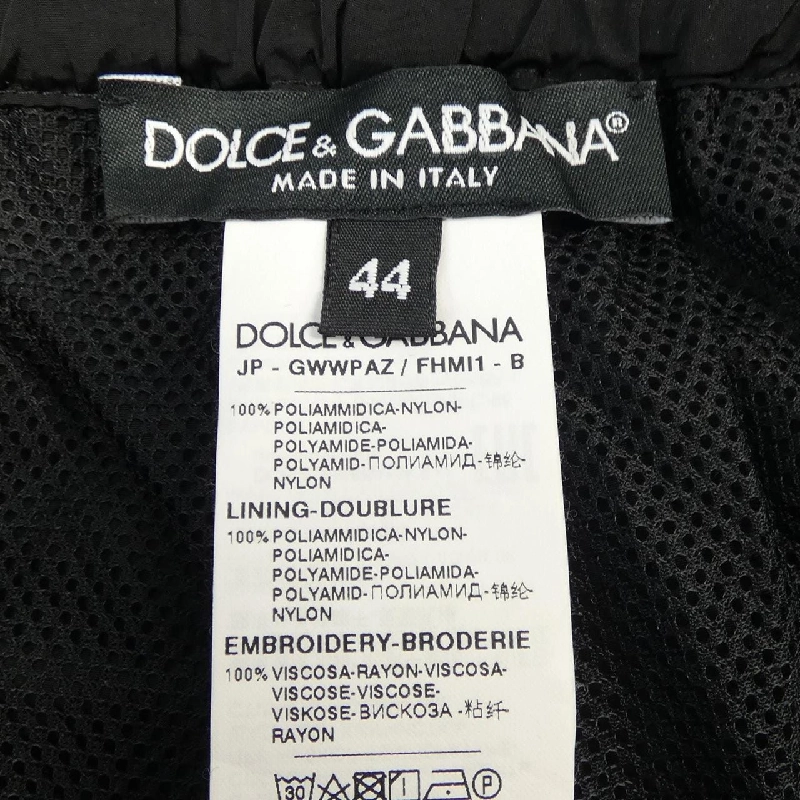 DOLCE & GABBANA®
MADE IN ITALY
44
DOLCE & GABBANA
JP - GWWPAZ / FHMI1 - B
100% POLIAMMIDICA-NYLON-
POLIAMIDICA-
POLYAMIDE-POLIAMIDA-
POLYAMID-ПОЛИАМИД-锦纶-
NYLON
LINING-DOUBLURE
100% POLIAMMIDICA-NYLON-
POLIAMIDICA-
POLYAMIDE-POLIAMIDA-
POLYAMID-ПОЛИАМИД-锦纶-
NYLON
EMBROIDERY-BRODERIE
100% VISCOSA-RAYON-VISCOSA-
VISCOSE-VISCOSE-
VISKOSE-ВИСКОЗА -粘纤-
RAYON
30 P